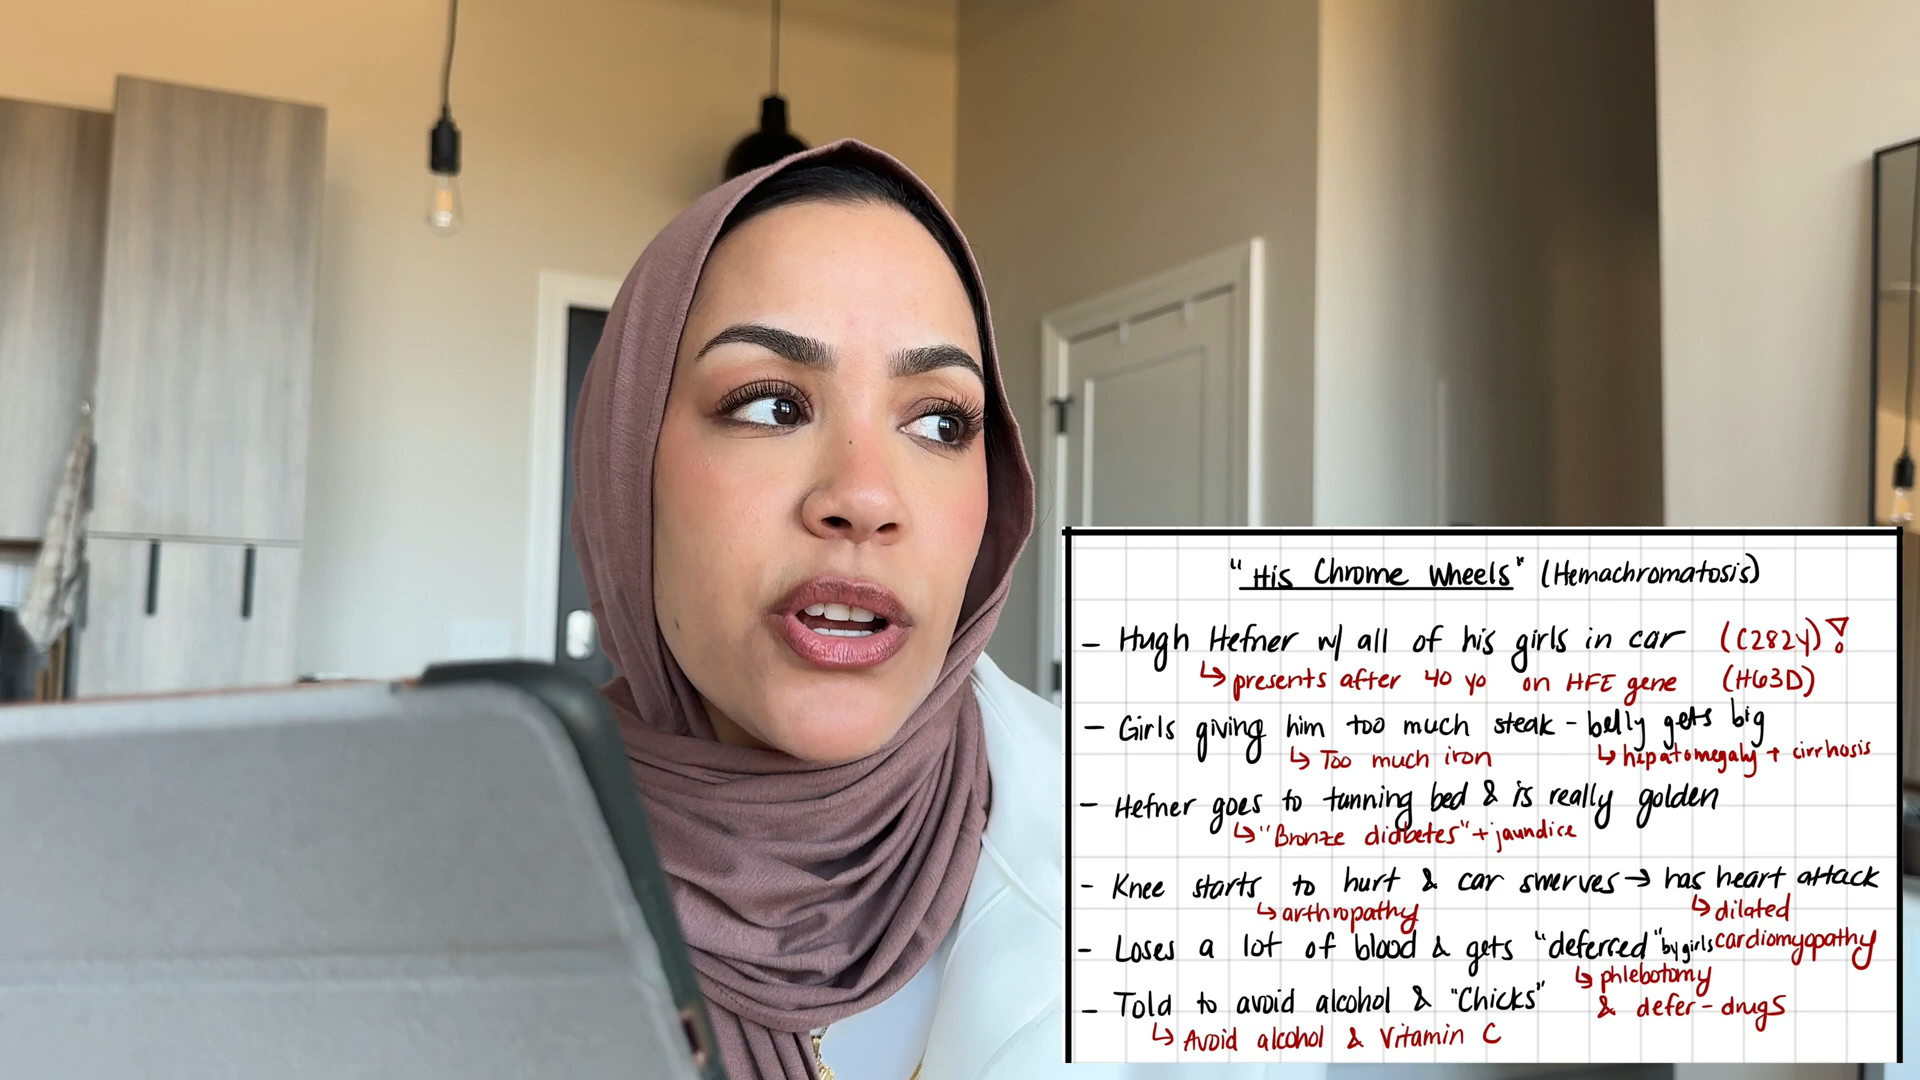 "His Chrome Wheels" (Hemachromatosis)
- Hugh Hefner w/ all of his girls in car (C282Y)!
↳ presents after 40 yo on HFE gene (H63D)
- Girls giving him too much steak - belly gets big
↳ Too much iron ↳ hepatomegaly + cirrhosis
- Hefner goes to tanning bed & is really golden
↳ "Bronze diabetes" + jaundice
- Knee starts to hurt & car swerves → has heart attack
↳ arthropathy ↳ dilated
- Loses a lot of blood & gets "deferred" by girls cardiomyopathy
↳ phlebotomy
- Told to avoid alcohol & "Chicks" & defer-drugs
↳ Avoid alcohol & Vitamin C